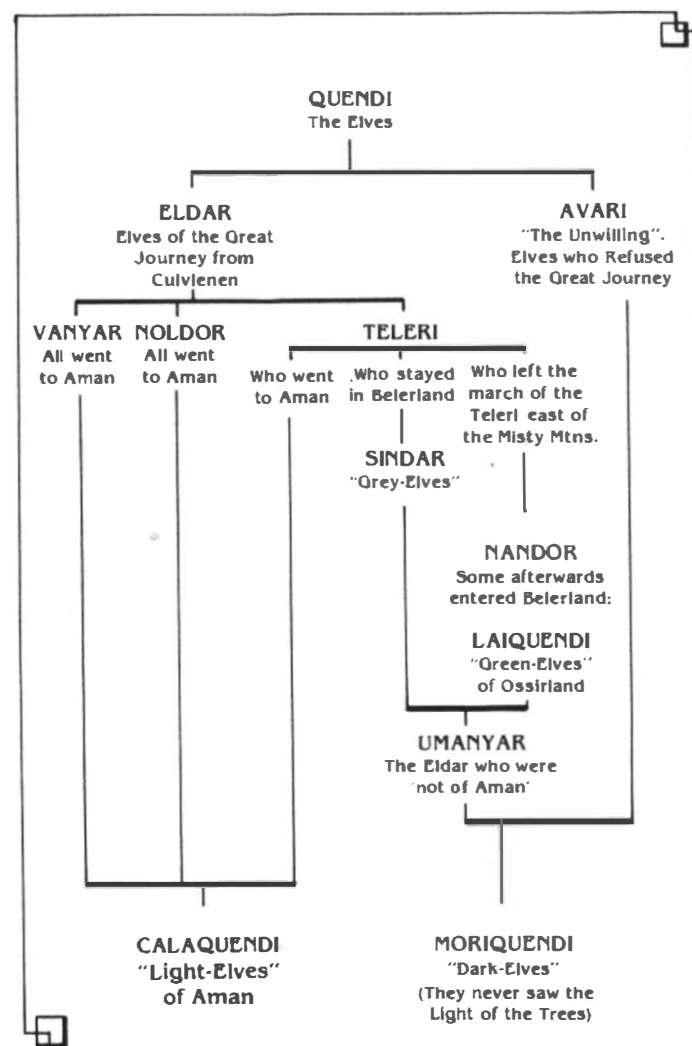 QUENDI
The Elves
ELDAR
Elves of the Great
Journey from
Cuivienen
AVARI
"The Unwilling".
Elves who Refused
the Great Journey
VANYAR
All went
to Aman
NOLDOR
All went
to Aman
TELERI
Who went
to Aman
Who stayed
in Belerland
Who left the
march of the
Teleri east of
the Misty Mtns.
SINDAR
"Grey-Elves"
NANDOR
Some afterwards
entered Belerland:
LAIQUENDI
"Green-Elves"
of Ossirland
UMANYAR
The Eldar who were
'not of Aman'
CALAQUENDI
"Light-Elves"
of Aman
MORIQUENDI
"Dark-Elves"
(They never saw the
Light of the Trees)